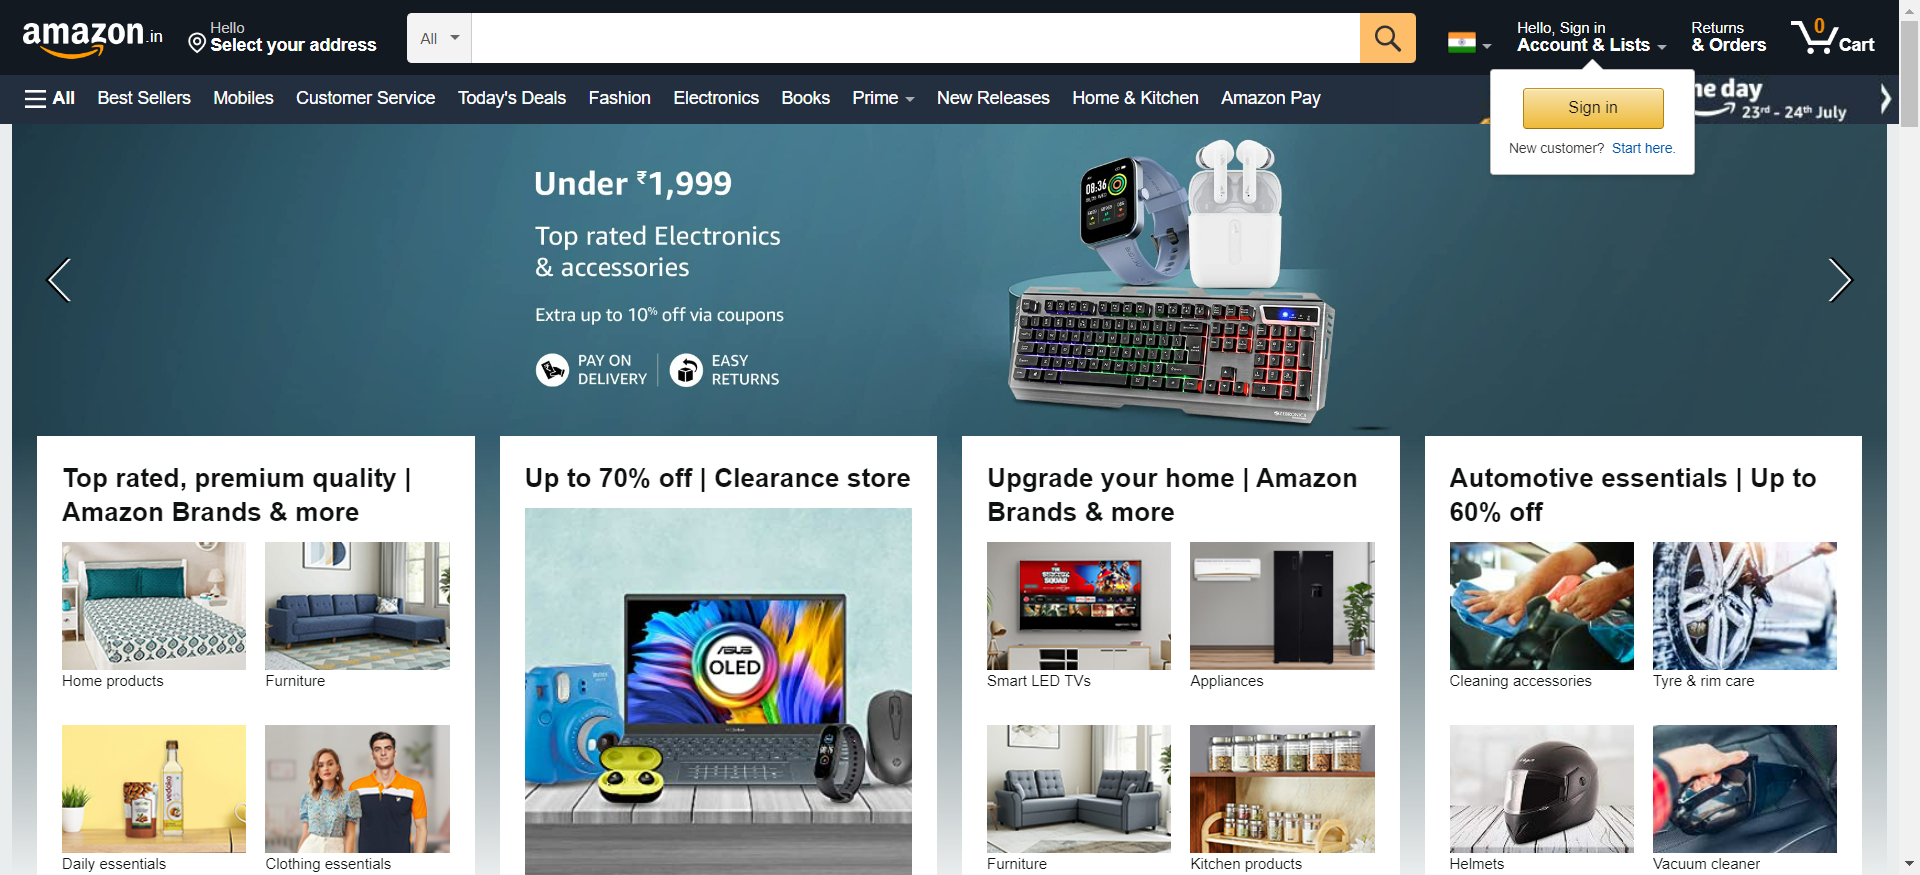 amazon.in
Hello
Select your address
All
Hello, Sign in
Account & Lists
Returns
& Orders
0
Cart
All
Best Sellers
Mobiles
Customer Service
Today's Deals
Fashion
Electronics
Books
Prime
New Releases
Home & Kitchen
Amazon Pay
day
23rd - 24th July
Sign in
New customer? Start here.
Under ₹1,999
Top rated Electronics
& accessories
Extra up to 10% off via coupons
PAY ON
DELIVERY
EASY
RETURNS
08:36
ZEBRONICS
Top rated, premium quality |
Amazon Brands & more
Home products
Furniture
Daily essentials
Clothing essentials
Up to 70% off | Clearance store
ASUS
OLED
Upgrade your home | Amazon
Brands & more
THE
SUICIDE
SQUAD
Smart LED TVs
Appliances
Furniture
Kitchen products
Automotive essentials | Up to
60% off
Cleaning accessories
Tyre & rim care
Helmets
Vacuum cleaner